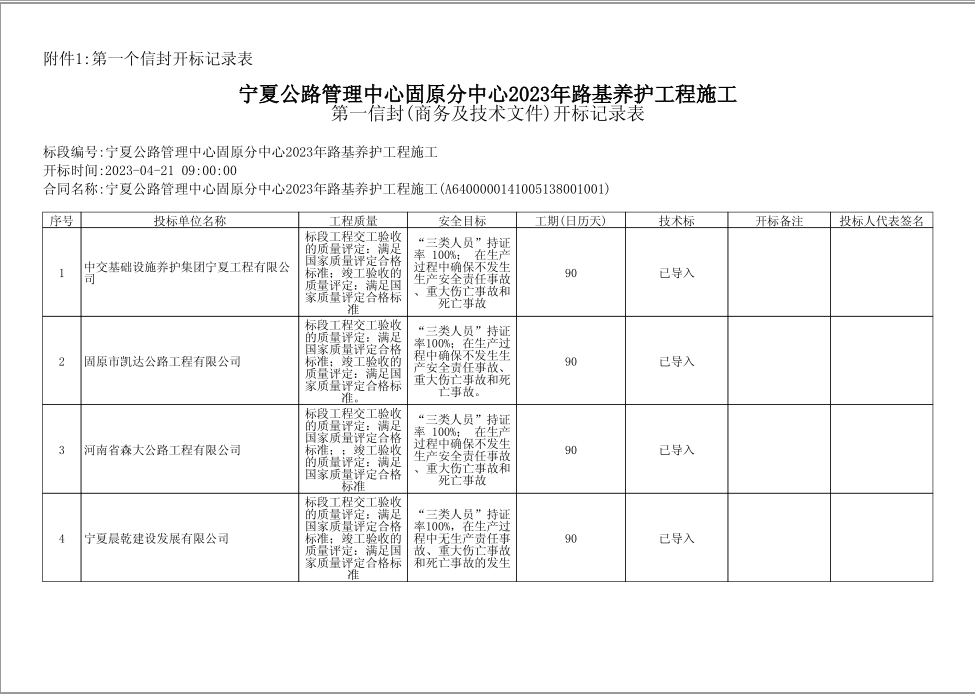 附件1:第一个信封开标记录表
宁夏公路管理中心固原分中心2023年路基养护工程施工
第一信封(商务及技术文件)开标记录表
标段编号:宁夏公路管理中心固原分中心2023年路基养护工程施工
开标时间:2023-04-21 09:00:00
合同名称:宁夏公路管理中心固原分中心2023年路基养护工程施工(A6400000141005138001001)
序号 投标单位名称 工程质量 安全目标 工期(日历天) 技术标 开标备注 投标人代表签名
1
中交基础设施养护集团宁夏工程有限公
司
标段工程交工验收
的质量评定：满足
国家质量评定合格
标准；竣工验收的
质量评定：满足国
家质量评定合格标
准
“三类人员”持证
率 100%； 在生产
过程中确保不发生
生产安全责任事故
、重大伤亡事故和
死亡事故
90
已导入
2
固原市凯达公路工程有限公司
标段工程交工验收
的质量评定：满足
国家质量评定合格
标准；竣工验收的
质量评定：满足国
家质量评定合格标
准。
“三类人员”持证
率100%；在生产过
程中确保不发生生
产安全责任事故、
重大伤亡事故和死
亡事故。
90
已导入
3
河南省森大公路工程有限公司
标段工程交工验收
的质量评定：满足
国家质量评定合格
标准；；竣工验收
的质量评定：满足
国家质量评定合格
标准
“三类人员”持证
率 100%； 在生产
过程中确保不发生
生产安全责任事故
、重大伤亡事故和
死亡事故
90
已导入
4
宁夏晨乾建设发展有限公司
标段工程交工验收
的质量评定：满足
国家质量评定合格
标准；竣工验收的
质量评定：满足国
家质量评定合格标
准
“三类人员”持证
率100%，在生产过
程中无生产责任事
故、重大伤亡事故
和死亡事故的发生
90
已导入